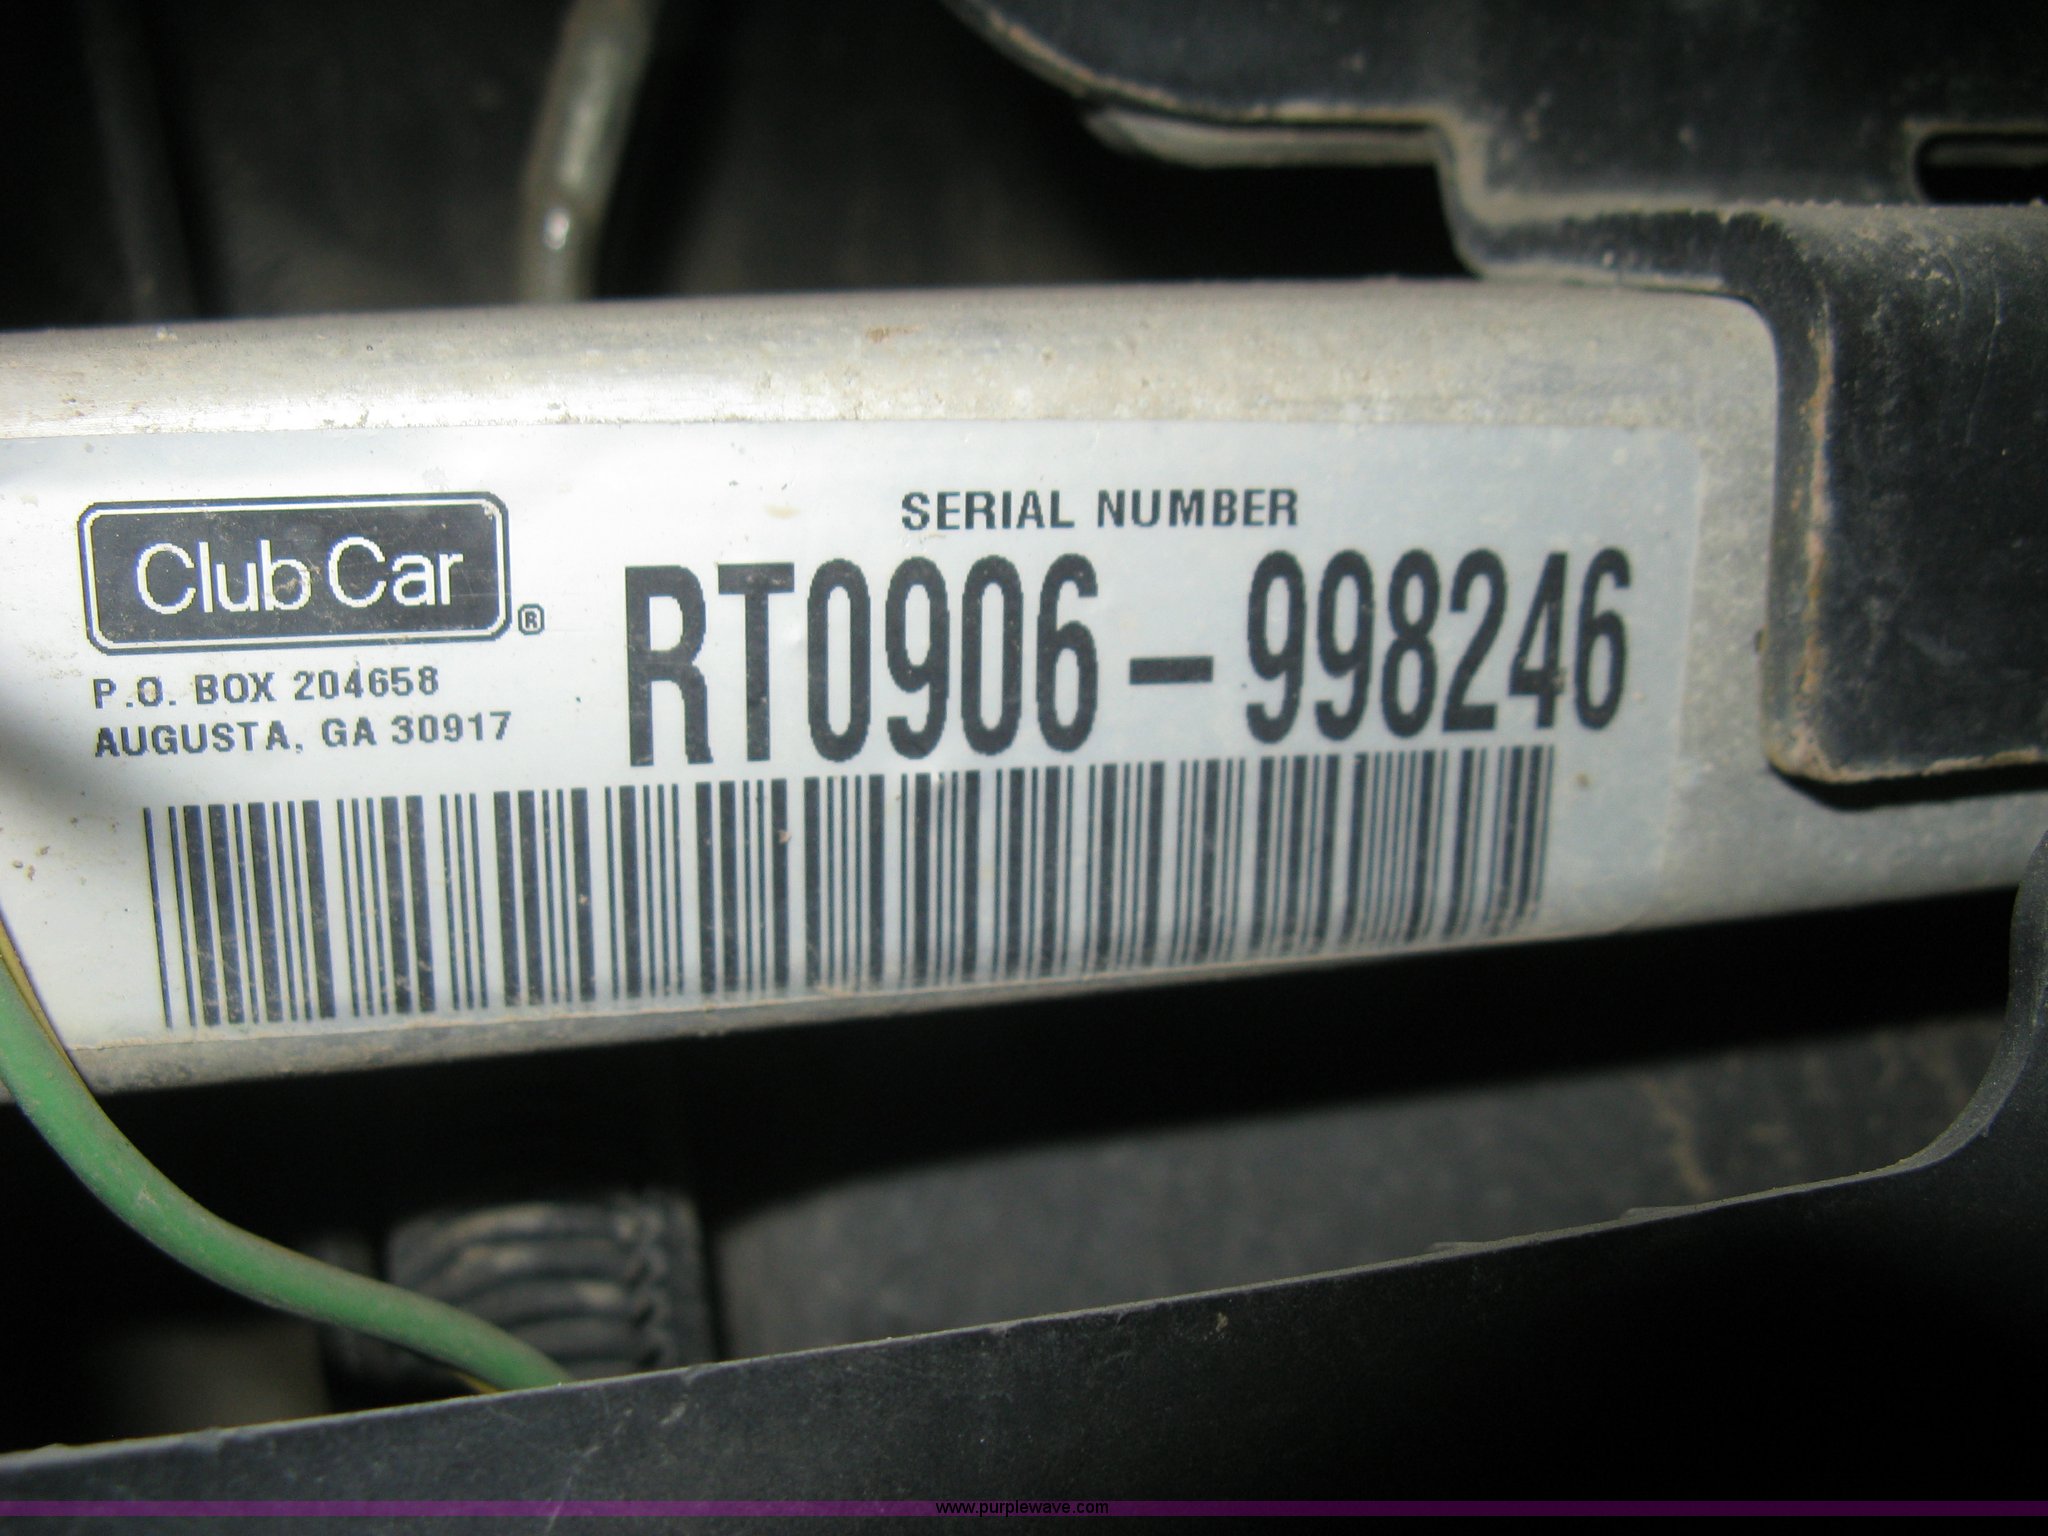 Club Car ®
P.O. BOX 204658
AUGUSTA, GA 30917
SERIAL NUMBER
RT0906-998246
www.purplewave.com